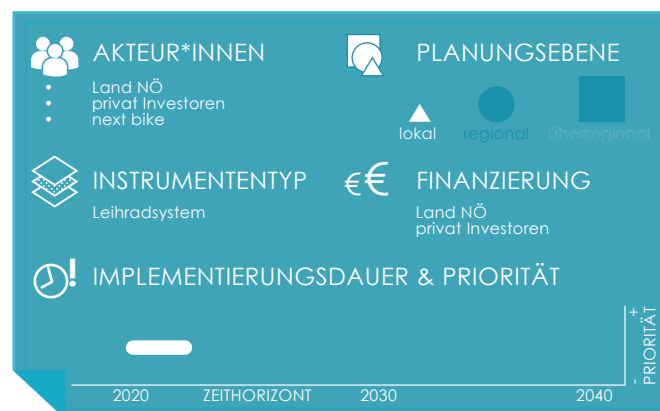 AKTEUR*INNEN
• Land NÖ
• privat Investoren
• next bike
PLANUNGSEBENE
lokal regional überregional
INSTRUMENTENTYP
Leihradsystem
€€ FINANZIERUNG
Land NÖ
privat Investoren
! IMPLEMENTIERUNGSDAUER & PRIORITÄT
- PRIORITÄT +
2020 ZEITHORIZONT 2030 2040